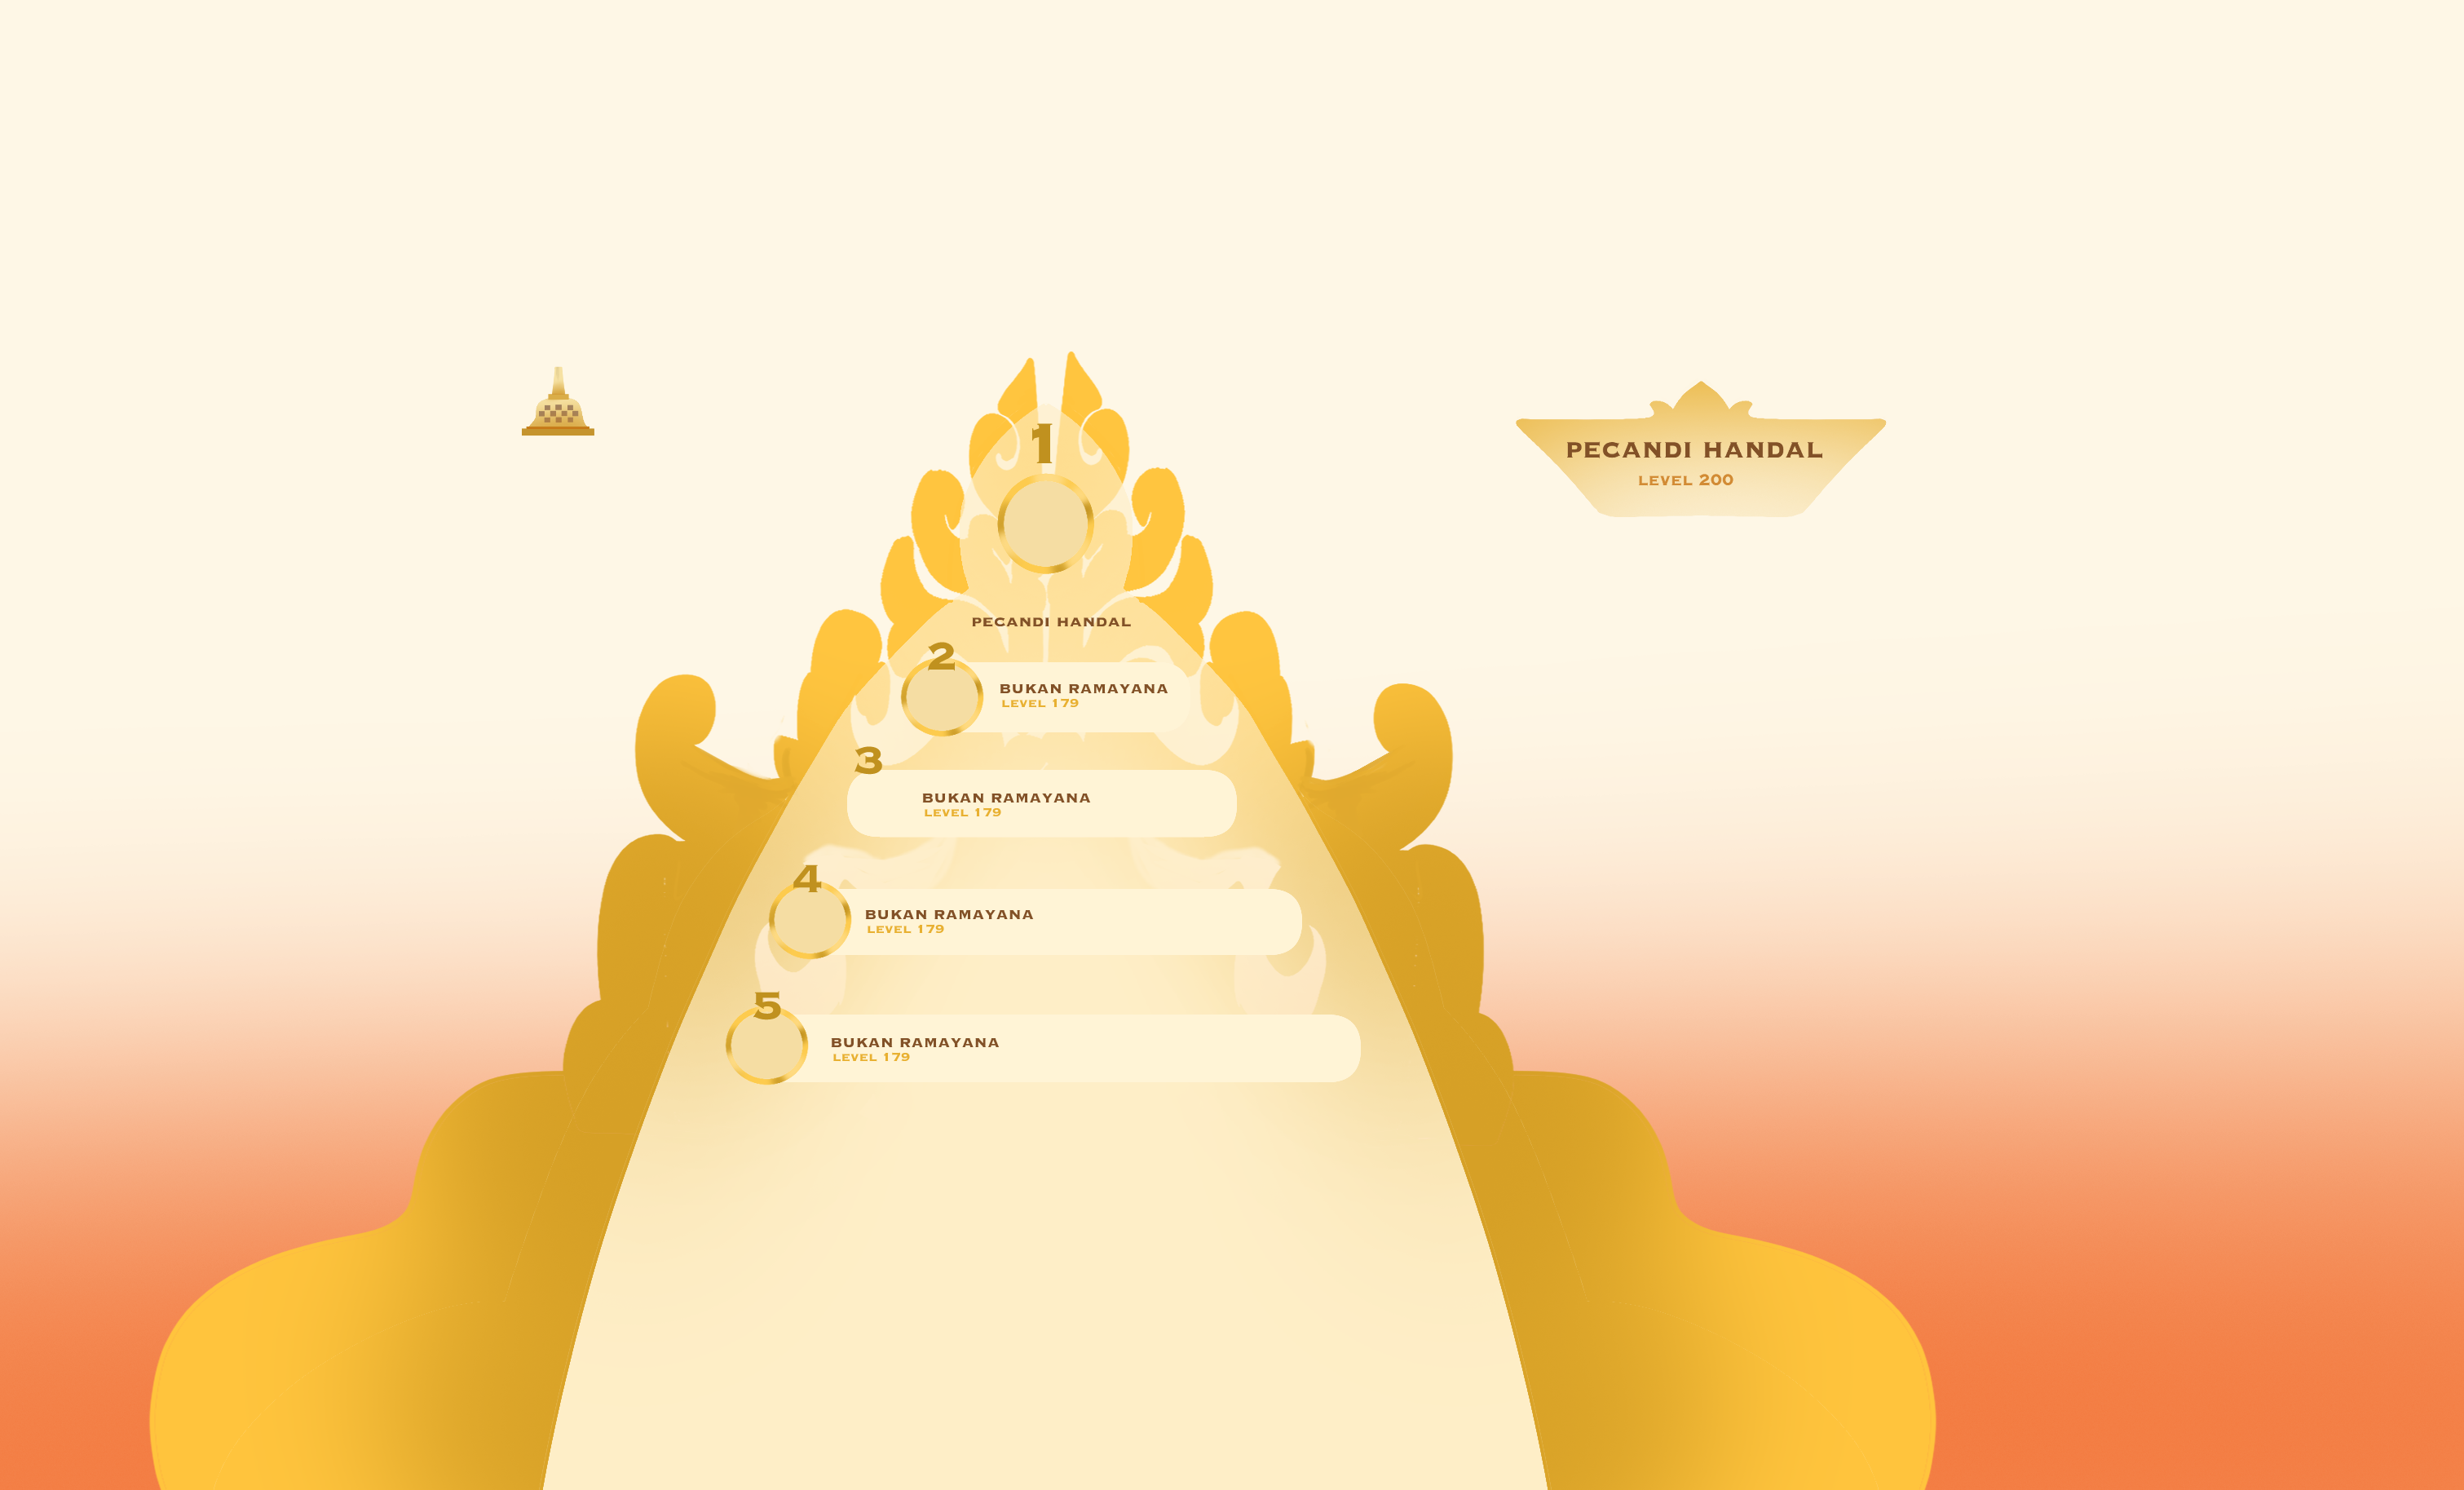 1
PECANDI HANDAL
LEVEL 200
PECANDI HANDAL
2
BUKAN RAMAYANA
LEVEL 179
3
BUKAN RAMAYANA
LEVEL 179
4
BUKAN RAMAYANA
LEVEL 179
5
BUKAN RAMAYANA
LEVEL 179